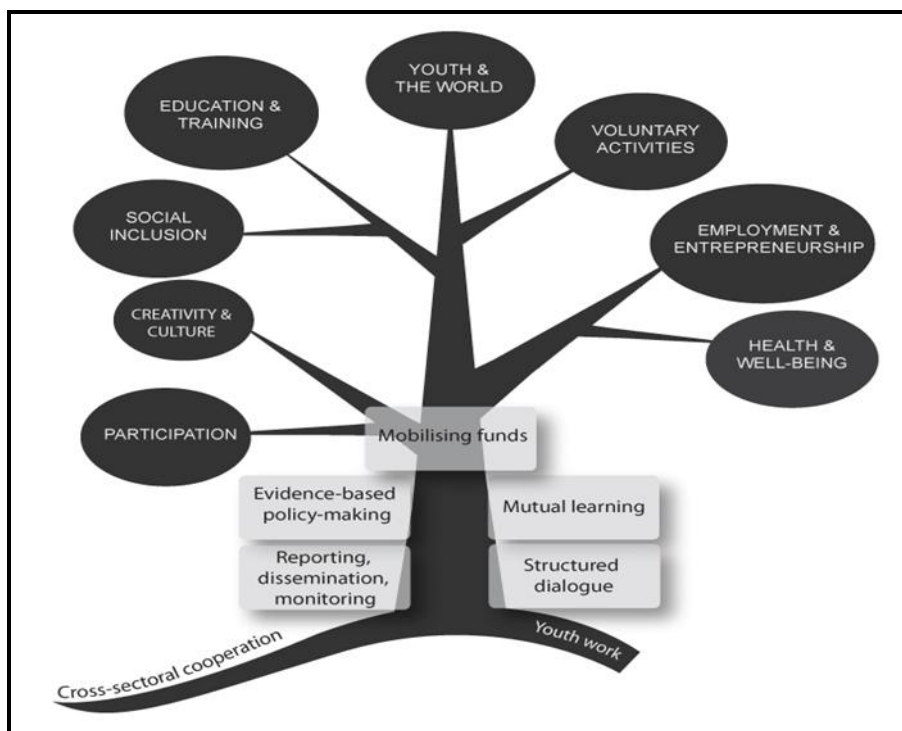 YOUTH &
THE WORLD
EDUCATION &
TRAINING
VOLUNTARY
ACTIVITIES
SOCIAL
INCLUSION
EMPLOYMENT &
ENTREPRENEURSHIP
CREATIVITY &
CULTURE
HEALTH &
WELL-BEING
PARTICIPATION
Mobilising funds
Evidence-based
policy-making
Mutual learning
Reporting,
dissemination,
monitoring
Structured
dialogue
Cross-sectoral cooperation
Youth work